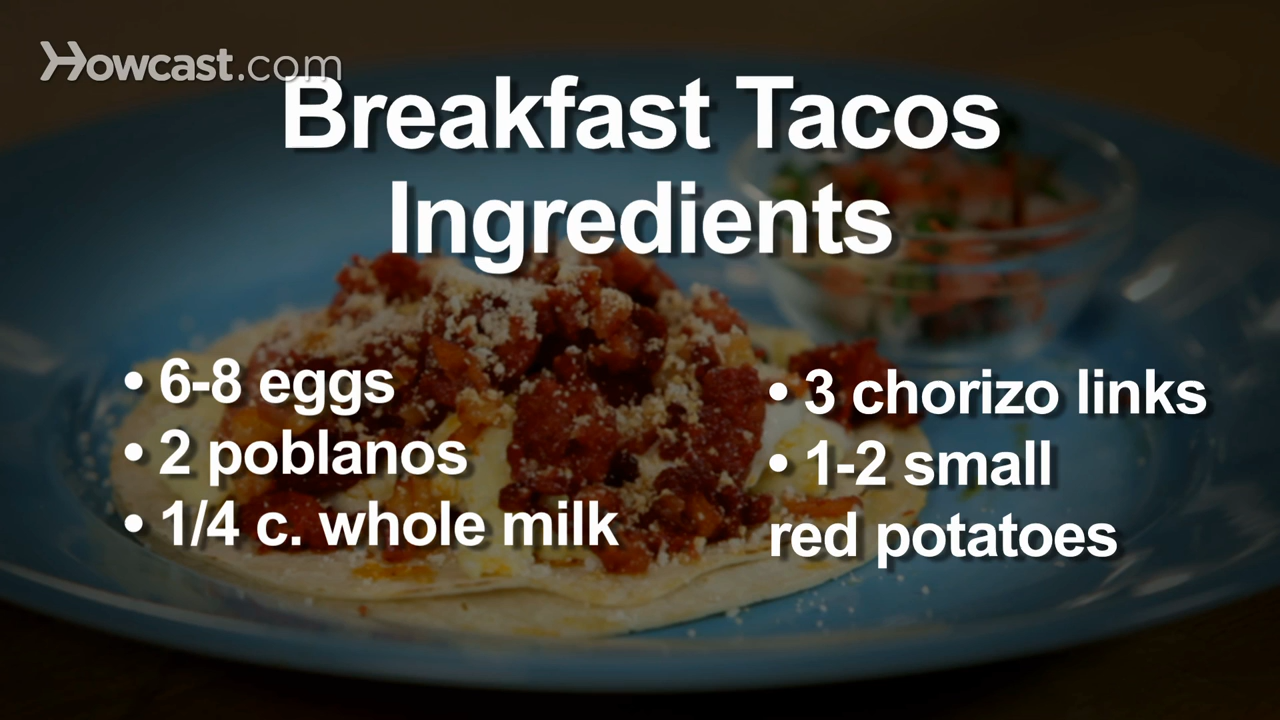 Howcast.com
Breakfast Tacos
Ingredients
• 6-8 eggs
• 2 poblanos
• 1/4 c. whole milk
• 3 chorizo links
• 1-2 small
red potatoes